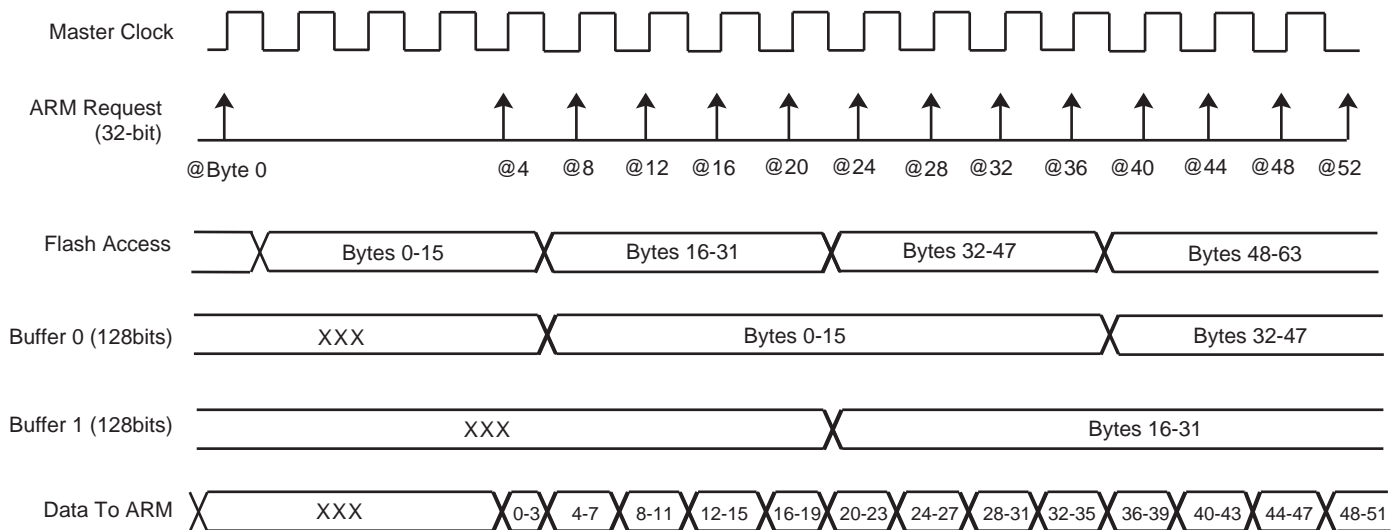 Master Clock
ARM Request
(32-bit)
@Byte 0 @4 @8 @12 @16 @20 @24 @28 @32 @36 @40 @44 @48 @52
Flash Access Bytes 0-15 Bytes 16-31 Bytes 32-47 Bytes 48-63
Buffer 0 (128bits) XXX Bytes 0-15 Bytes 32-47
Buffer 1 (128bits) XXX Bytes 16-31
Data To ARM XXX 0-3 4-7 8-11 12-15 16-19 20-23 24-27 28-31 32-35 36-39 40-43 44-47 48-51